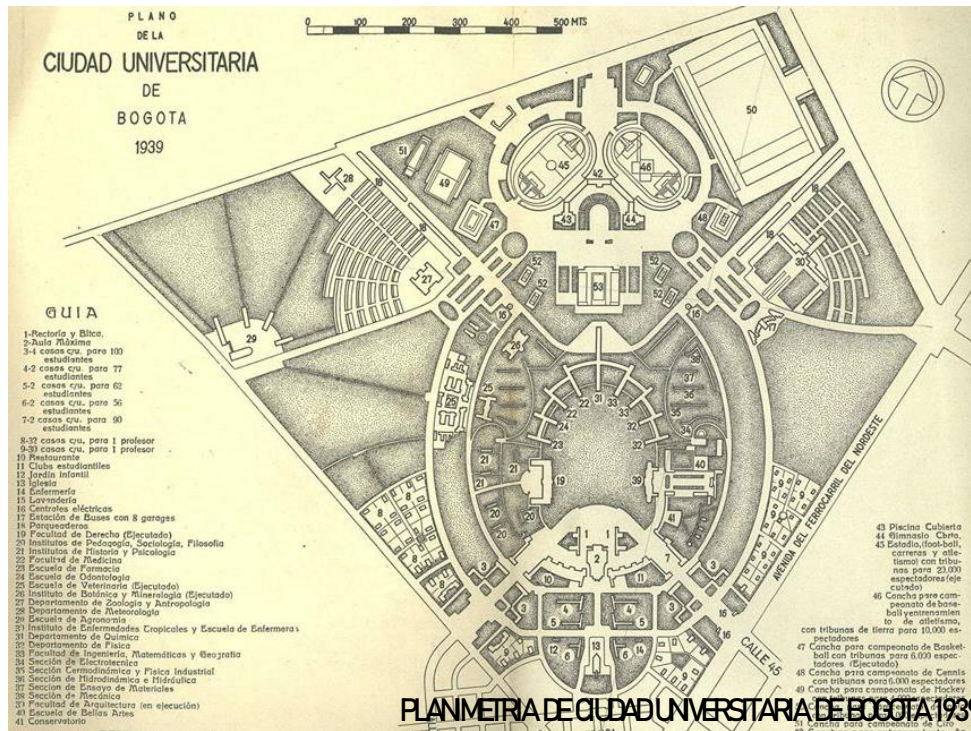 PLANO
DE LA
CIUDAD UNIVERSITARIA
DE
BOGOTA
1939
0 100 200 300 400 500 MTS
GUIA
1-Rectoria y Bltca.
2-Aula Máxima
3-4 casas c/u. para 100
estudiantes
4-2 casas c/u. para 77
estudiantes
5-2 casas c/u. para 62
estudiantes
6-2 casas c/u. para 56
estudiantes
7-2 casas c/u. para 90
estudiantes
8-32 casas c/u. para 1 profesor
9-30 casas c/u. para 1 profesor
10 Restaurante
11 Clubs estudiantiles
12 Jardin Infantil
13 Iglesia
14 Enfermería
15 Lavandería
16 Centrales eléctricas
17 Estación de Buses con 8 garages
18 Parqueaderos
19 Facultad de Derecho (Ejecutado)
20 Institutos de Pedagogía, Sociología, Filosofía
21 Institutos de Historia y Psicología
22 Facultad de Medicina
23 Escuela de Farmacia
24 Escuela de Odontología
25 Escuela de Veterinaria (Ejecutado)
26 Instituto de Botánica y Minerología (Ejecutado)
27 Departamento de Zoología y Antropología
28 Departamento de Meteorología
29 Escuela de Agronomía
30 Instituto Enfermedades Tropicales y Escuela de Enfermeras
31 Departamento de Química
32 Departamento de Física
33 Facultad de Ingeniería, Matemáticas y Geografía
34 Sección de Electrotecnica
35 Sección Termodinámica y Física Industrial
36 Sección de Hidrodinámica e Hidráulica
37 Seccion de Ensayo de Materiales
38 Sección de Mecánica
39 Facultad de Arquitectura (en ejecución)
40 Escuela de Bellas Artes
41 Conservatorio
AVENIDA DEL FERROCARRIL DEL NORDESTE
CALLE 45
43 Piscina Cubierta
44 Gimnasio Cbrto.
45 Estadio, (foot-ball,
carreras y atle-
tismo) con tribu-
nas para 23.000
espectadores (eje
cutado)
46 Cancha para cam-
peonato de base-
ball y entrenamien
to de atletismo,
con tribunas de tierra para 10.000 es-
pectadores
47 Cancha para campeonato de Basket-
ball con tribunas para 6.000 espec-
tadores (Ejecutado)
48 Cancha para campeonato de Tennis
con tribunas para 6.000 espectadores
49 Cancha para campeonato de Hockey
51 Cancha para campeonato de Tiro
PLANIMETRIA DE CIUDAD UNIVERSITARIA DE BOGOTA 1939